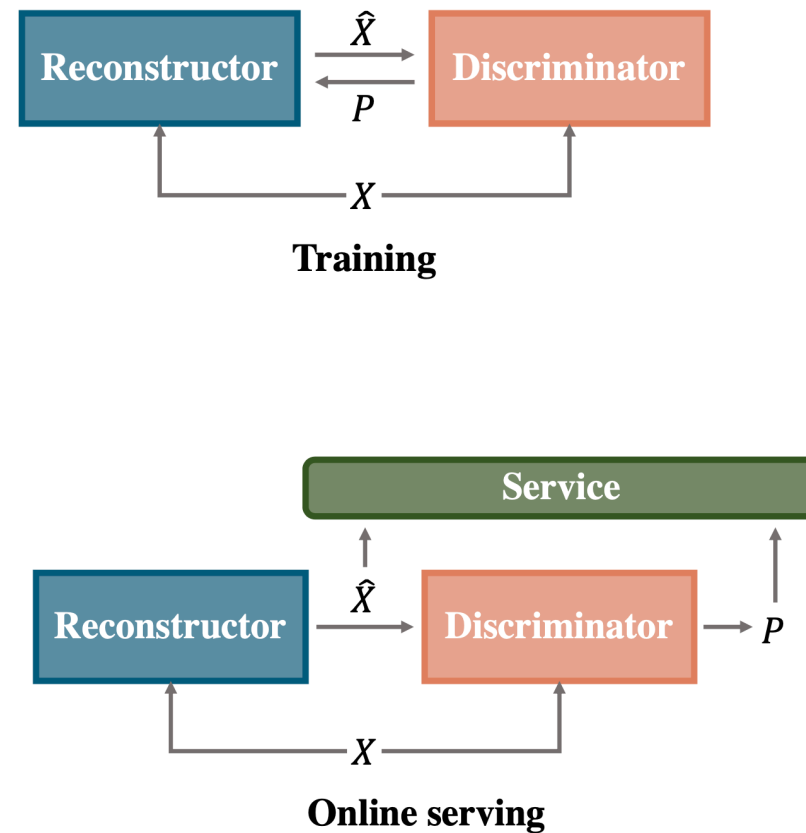 X̂
Reconstructor Discriminator
P
X
Training
Service
X̂
Reconstructor Discriminator P
X
Online serving